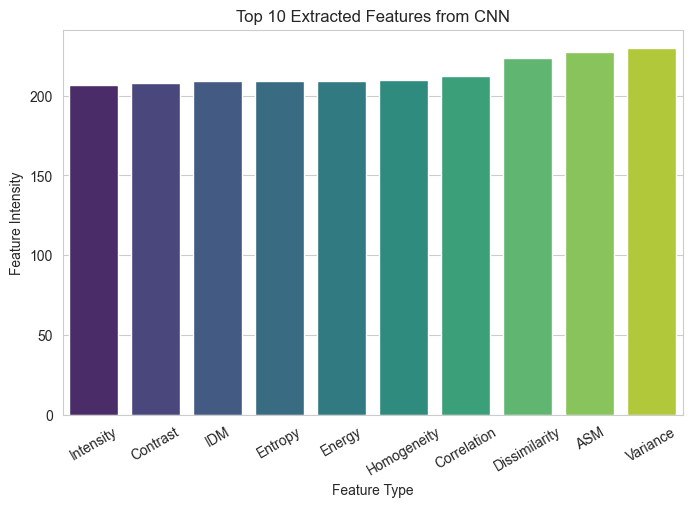 Top 10 Extracted Features from CNN
Feature Intensity
200
150
100
50
0
Intensity
Contrast
IDM
Entropy
Energy
Homogeneity
Correlation
Dissimilarity
ASM
Variance
Feature Type